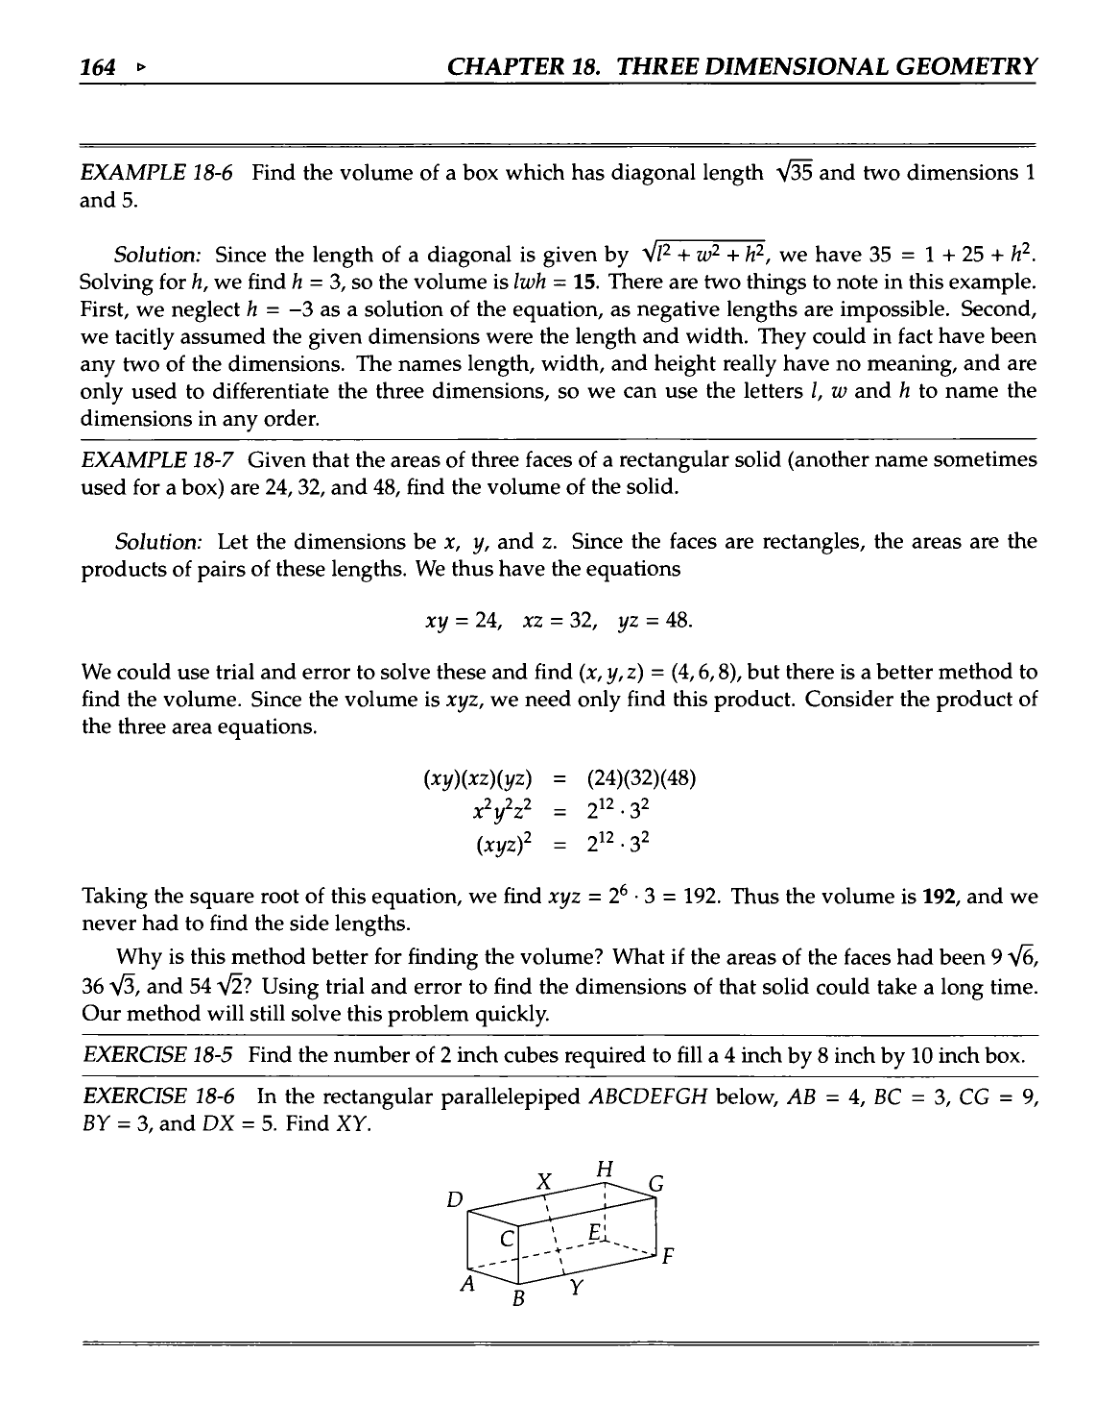 164 ▷ CHAPTER 18. THREE DIMENSIONAL GEOMETRY
EXAMPLE 18-6 Find the volume of a box which has diagonal length √35 and two dimensions 1
and 5.
Solution: Since the length of a diagonal is given by √(l² + w² + h²), we have 35 = 1 + 25 + h².
Solving for h, we find h = 3, so the volume is lwh = 15. There are two things to note in this example.
First, we neglect h = −3 as a solution of the equation, as negative lengths are impossible. Second,
we tacitly assumed the given dimensions were the length and width. They could in fact have been
any two of the dimensions. The names length, width, and height really have no meaning, and are
only used to differentiate the three dimensions, so we can use the letters l, w and h to name the
dimensions in any order.
EXAMPLE 18-7 Given that the areas of three faces of a rectangular solid (another name sometimes
used for a box) are 24, 32, and 48, find the volume of the solid.
Solution: Let the dimensions be x, y, and z. Since the faces are rectangles, the areas are the
products of pairs of these lengths. We thus have the equations
xy = 24, xz = 32, yz = 48.
We could use trial and error to solve these and find (x, y, z) = (4, 6, 8), but there is a better method to
find the volume. Since the volume is xyz, we need only find this product. Consider the product of
the three area equations.
(xy)(xz)(yz) = (24)(32)(48)
x²y²z² = 2¹² · 3²
(xyz)² = 2¹² · 3²
Taking the square root of this equation, we find xyz = 2⁶ · 3 = 192. Thus the volume is 192, and we
never had to find the side lengths.
Why is this method better for finding the volume? What if the areas of the faces had been 9√6,
36√3, and 54√2? Using trial and error to find the dimensions of that solid could take a long time.
Our method will still solve this problem quickly.
EXERCISE 18-5 Find the number of 2 inch cubes required to fill a 4 inch by 8 inch by 10 inch box.
EXERCISE 18-6 In the rectangular parallelepiped ABCDEFGH below, AB = 4, BC = 3, CG = 9,
BY = 3, and DX = 5. Find XY.
H
X
G
D
C
E
F
A
Y
B